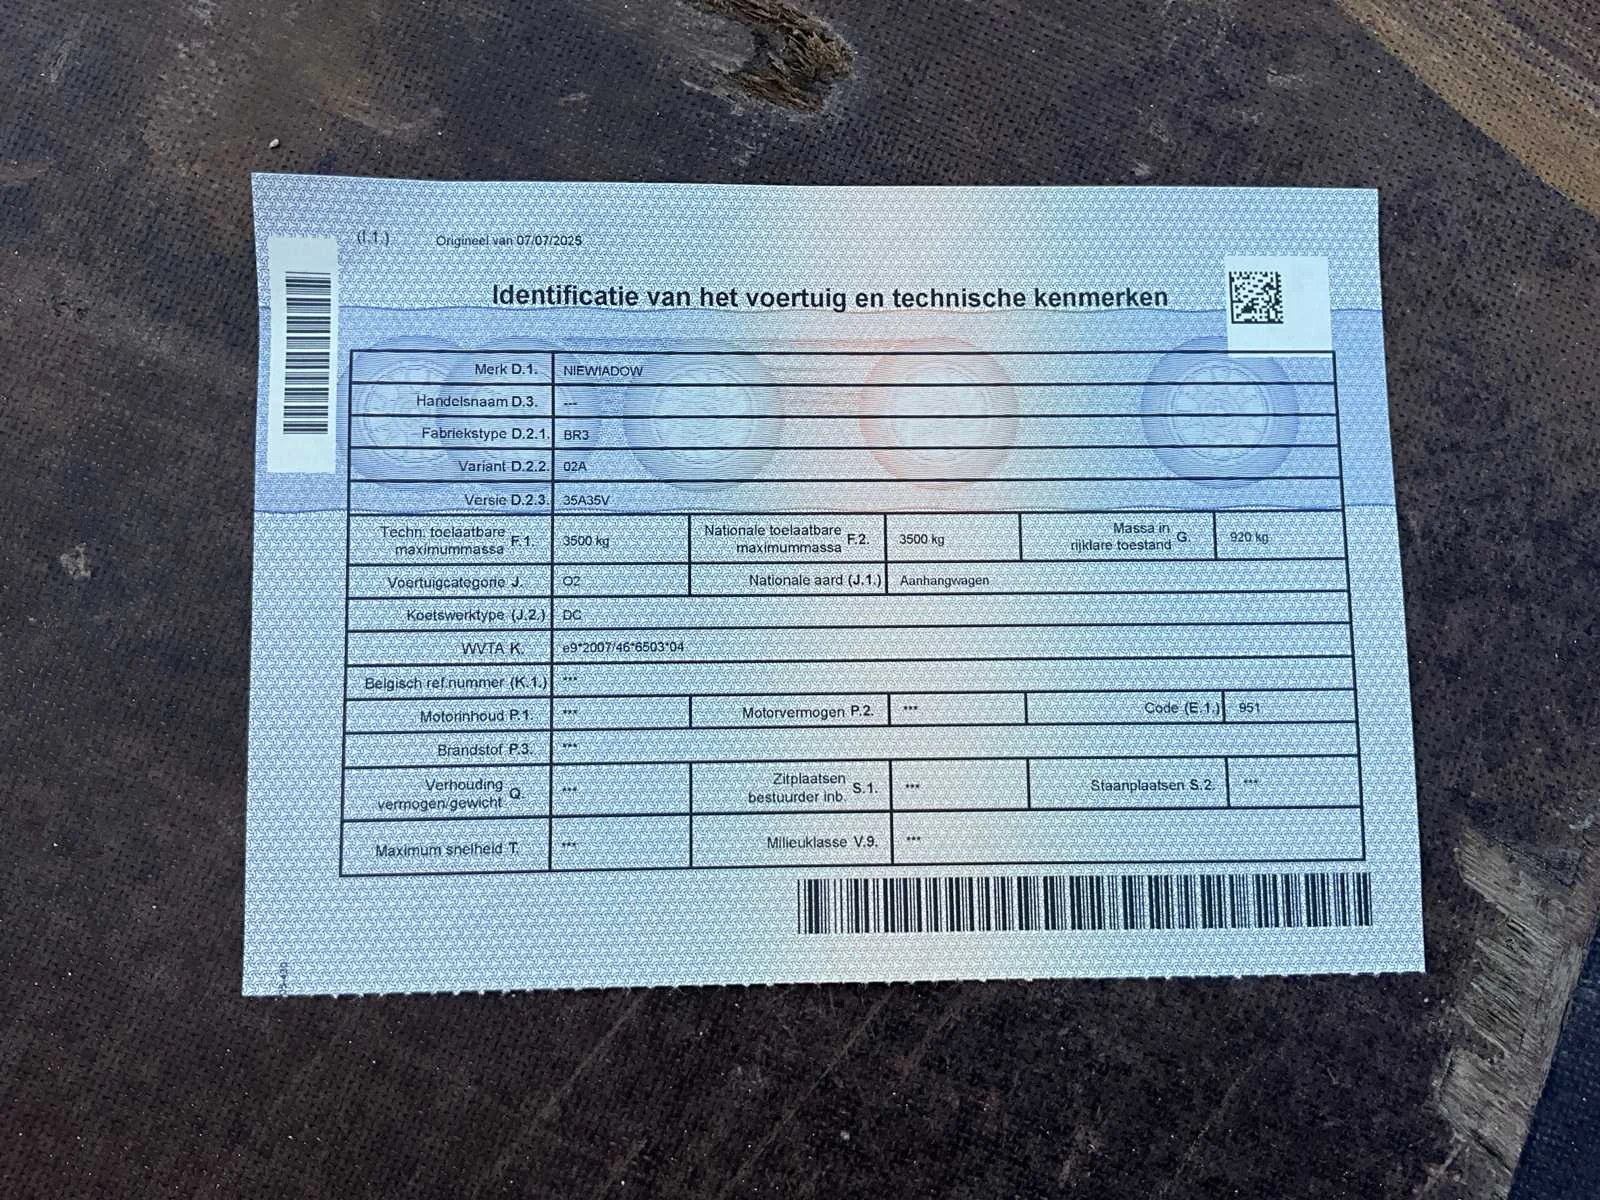 (I.1.) Origineel van 07/07/2025
Identificatie van het voertuig en technische kenmerken
Merk D.1. NIEWIADOW
Handelsnaam D.3. ---
Fabriekstype D.2.1. BR3
Variant D.2.2. 02A
Versie D.2.3. 35A35V
Techn. toelaatbare maximummassa F.1. 3500 kg Nationale toelaatbare maximummassa F.2. 3500 kg Massa in rijklare toestand G. 920 kg
Voertuigcategorie J. O2 Nationale aard (J.1.) Aanhangwagen
Koetswerktype (J.2.) DC
WVTA K. e9*2007/46*6503*04
Belgisch ref.nummer (K.1.) ***
Motorinhoud P.1. *** Motorvermogen P.2. *** Code (E.1.) 951
Brandstof P.3. ***
Verhouding vermogen/gewicht Q. *** Zitplaatsen bestuurder inb. S.1. *** Staanplaatsen S.2. ***
Maximum snelheid T. *** Milieuklasse V.9. ***